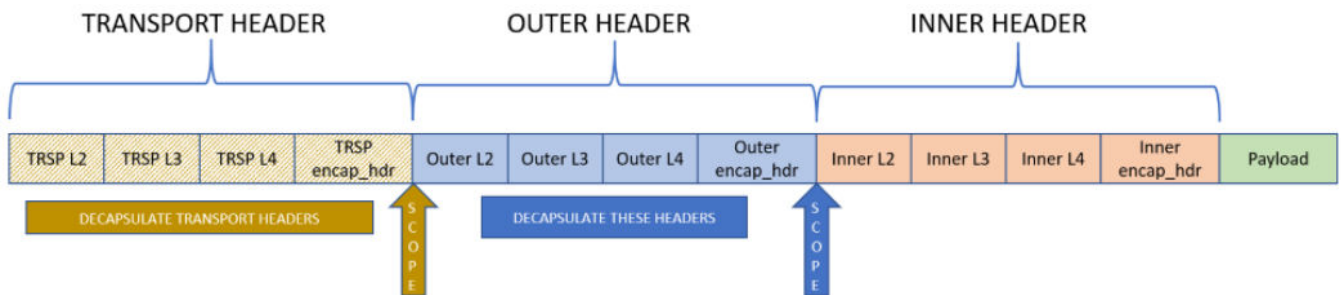 TRANSPORT HEADER
OUTER HEADER
INNER HEADER
TRSP L2
TRSP L3
TRSP L4
TRSP
encap_hdr
Outer L2
Outer L3
Outer L4
Outer
encap_hdr
Inner L2
Inner L3
Inner L4
Inner
encap_hdr
Payload
DECAPSULATE TRANSPORT HEADERS
SCOPE
DECAPSULATE THESE HEADERS
SCOPE